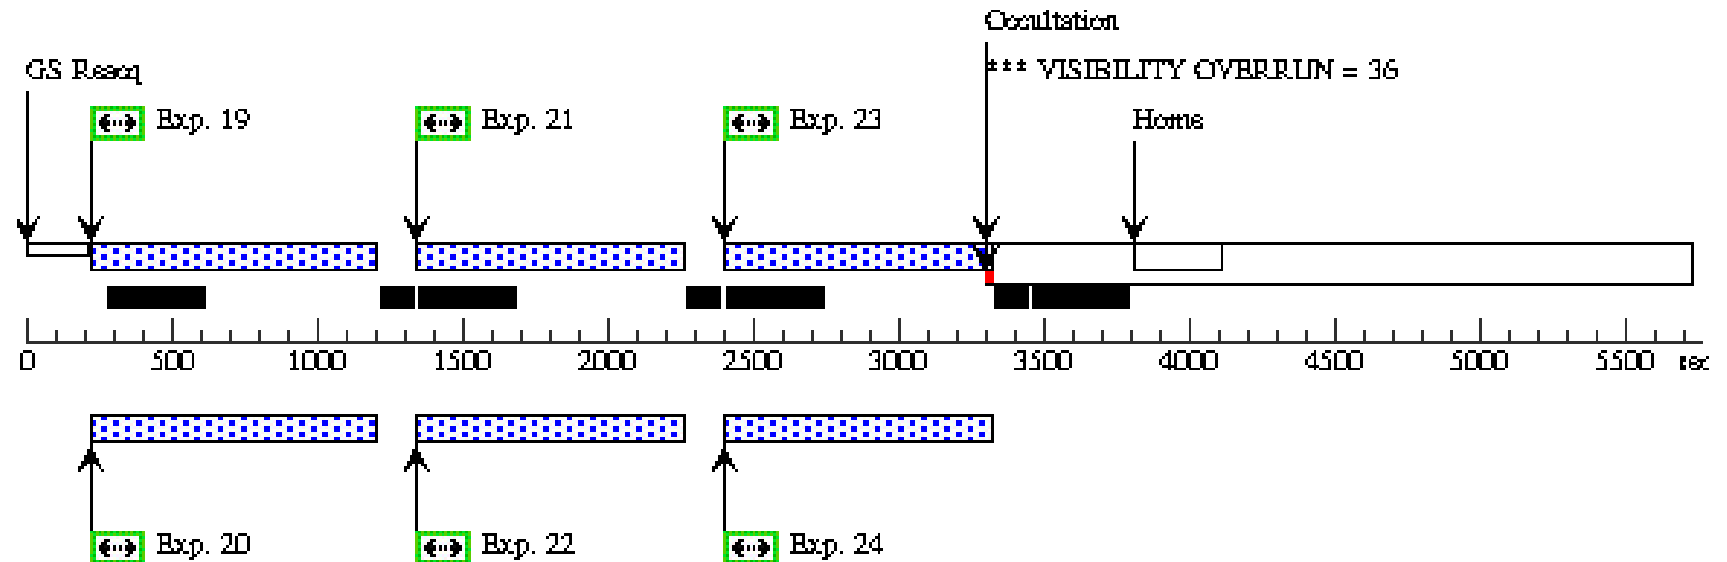 Occultation
GS Reacq
*** VISIBILITY OVERRUN = 36
Exp. 19
Exp. 21
Exp. 23
Home
0 500 1000 1500 2000 2500 3000 3500 4000 4500 5000 5500 sec
Exp. 20
Exp. 22
Exp. 24